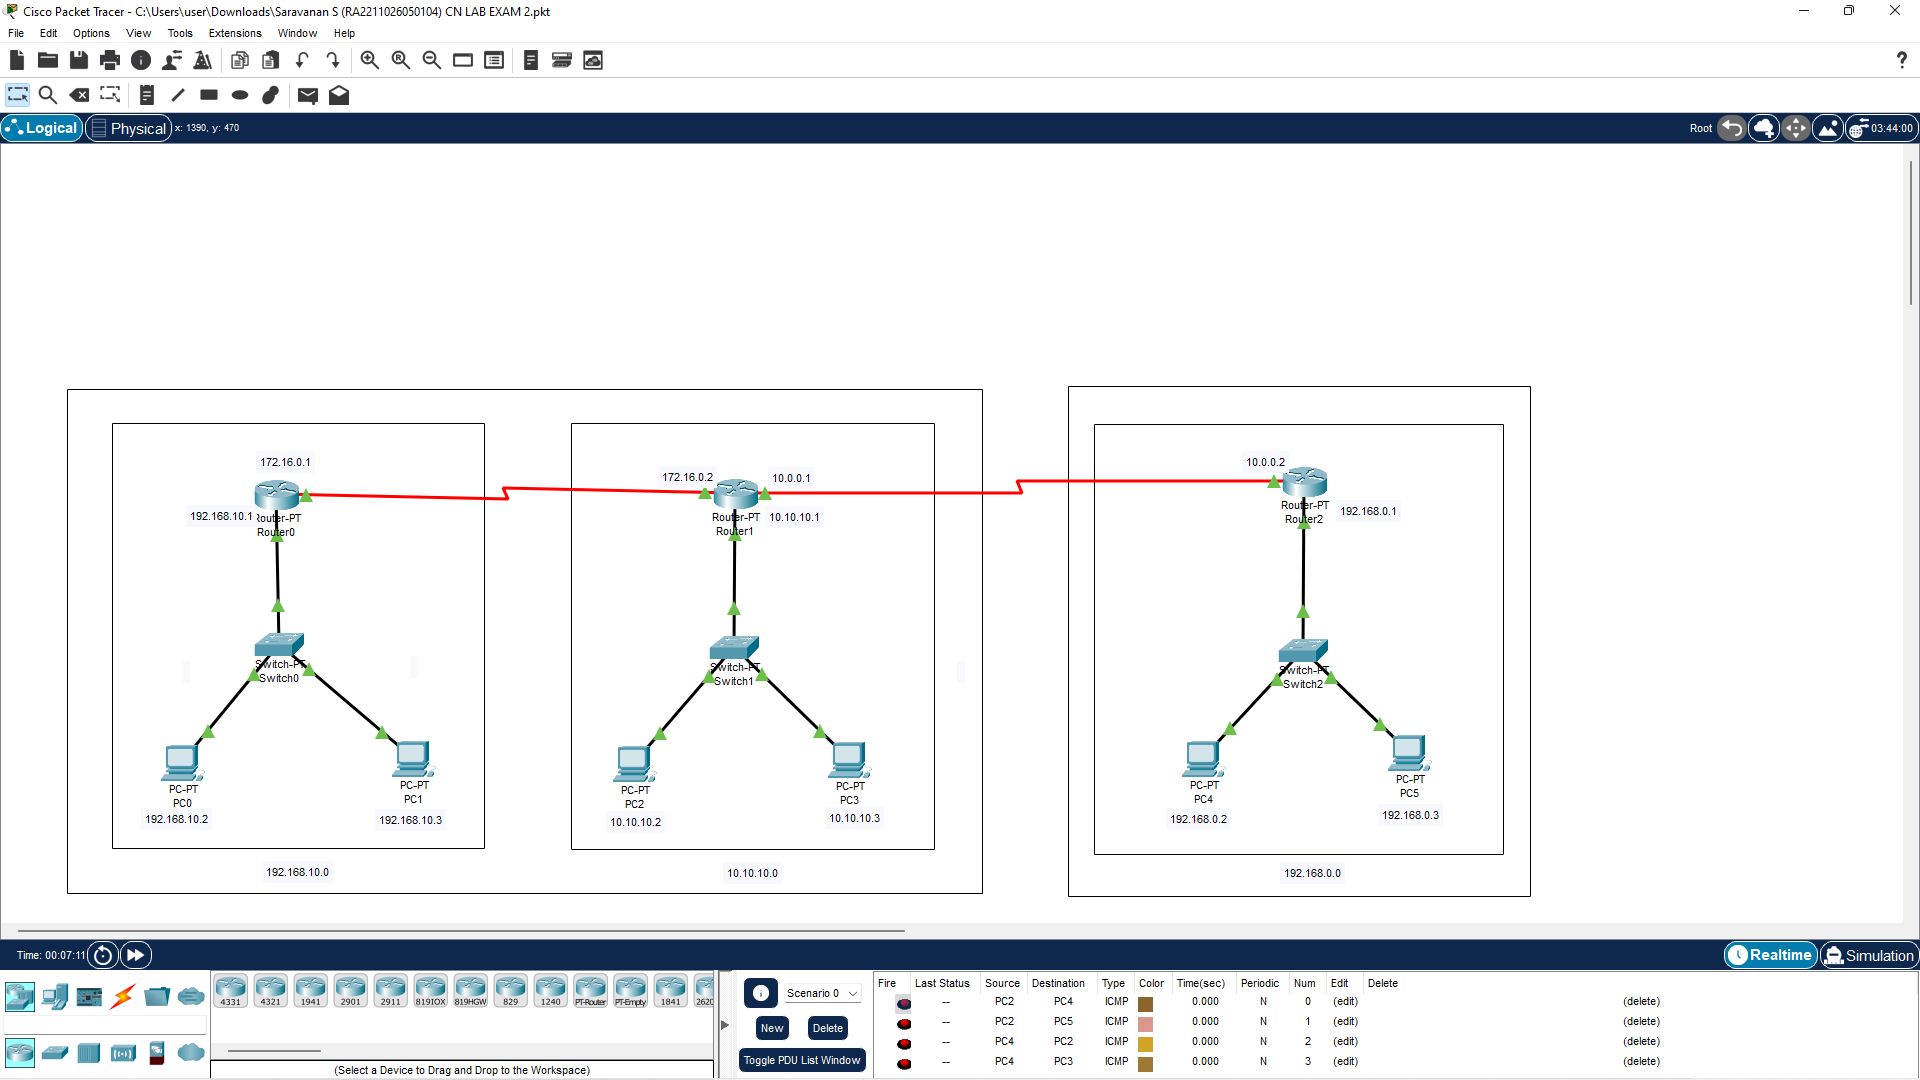 Cisco Packet Tracer - C:\Users\user\Downloads\Saravanan S (RA2211026050104) CN LAB EXAM 2.pkt
File Edit Options View Tools Extensions Window Help
?
Logical Physical x: 1390, y: 470 Root 03:44:00
172.16.0.1
192.168.10.1
Router-PT
Router0
172.16.0.2
10.0.0.1
Router-PT
Router1
10.10.10.1
10.0.0.2
Router-PT
Router2
192.168.0.1
Switch-PT
Switch0
Switch-PT
Switch1
Switch-PT
Switch2
PC-PT
PC0
192.168.10.2
PC-PT
PC1
192.168.10.3
PC-PT
PC2
10.10.10.2
PC-PT
PC3
10.10.10.3
PC-PT
PC4
192.168.0.2
PC-PT
PC5
192.168.0.3
192.168.10.0
10.10.10.0
192.168.0.0
Time: 00:07:11
Realtime Simulation
4331 4321 1941 2901 2911 819IOX 819HGW 829 1240 PT-Router PT-Empty 1841 2620
(Select a Device to Drag and Drop to the Workspace)
Scenario 0
New Delete
Toggle PDU List Window
Fire Last Status Source Destination Type Color Time(sec) Periodic Num Edit Delete
-- PC2 PC4 ICMP 0.000 N 0 (edit) (delete)
-- PC2 PC5 ICMP 0.000 N 1 (edit) (delete)
-- PC4 PC2 ICMP 0.000 N 2 (edit) (delete)
-- PC4 PC3 ICMP 0.000 N 3 (edit) (delete)